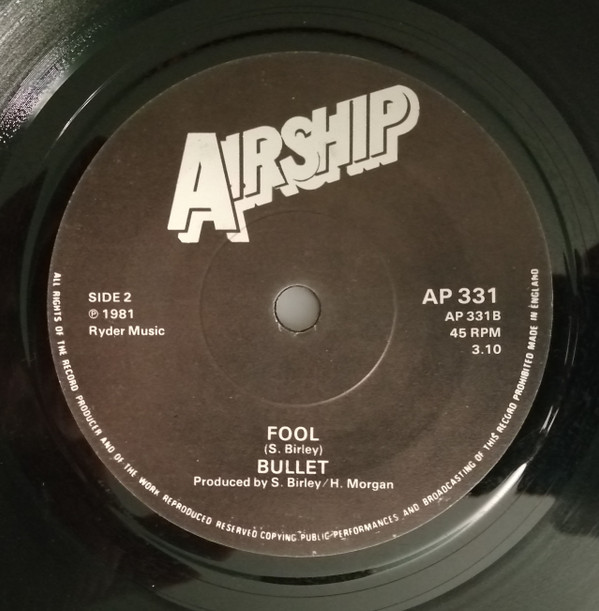 AIRSHIP
SIDE 2
℗ 1981
Ryder Music
AP 331
AP 331B
45 RPM
3.10
FOOL
(S. Birley)
BULLET
Produced by S. Birley/H. Morgan
ALL RIGHTS OF THE RECORD PRODUCER AND OF THE WORK REPRODUCED RESERVED COPYING PUBLIC PERFORMANCES AND BROADCASTING OF THIS RECORD PROHIBITED MADE IN ENGLAND